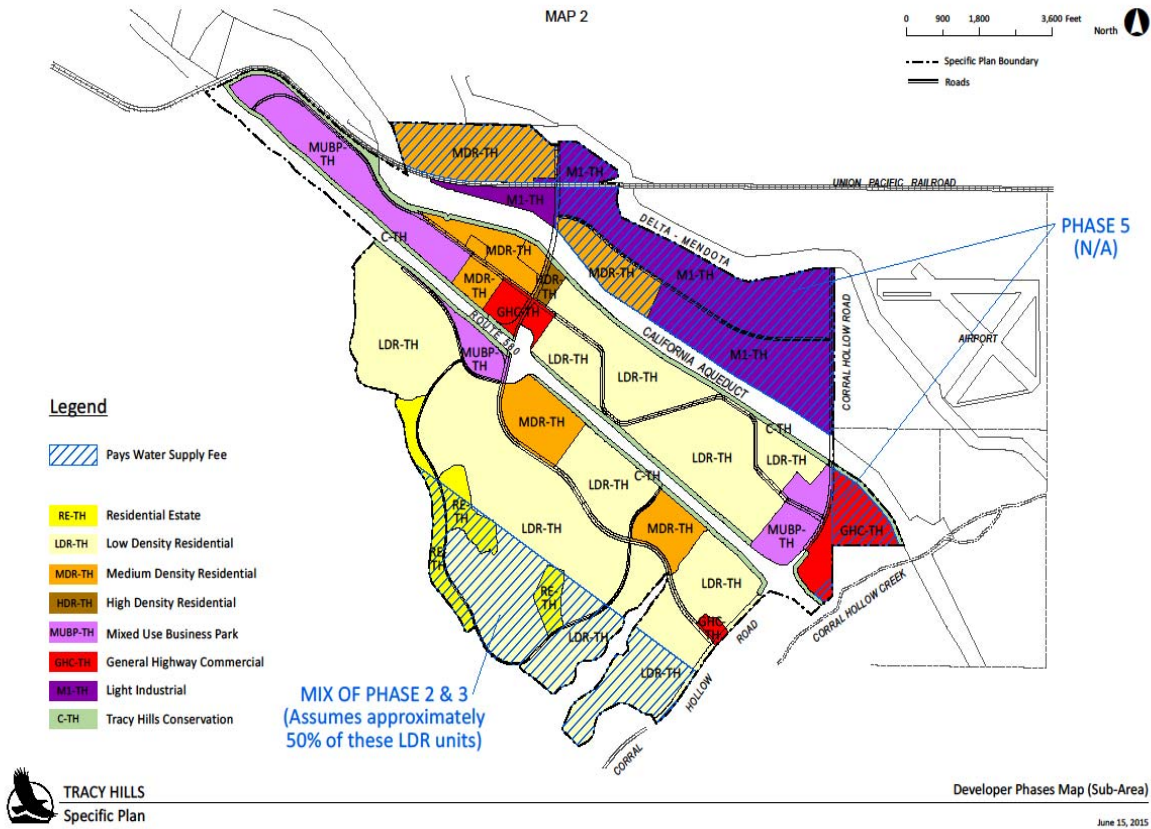 MAP 2
0 900 1,800 3,600 Feet
North
Specific Plan Boundary
Roads
MUBP-
TH
MDR-TH
M1-TH
UNION PACIFIC RAILROAD
M1-TH
DELTA - MENDOTA
PHASE 5
(N/A)
C-TH
MDR-TH
MDR-TH
M1-TH
MDR-
TH
HDR-
TH
GHC-TH
ROUTE 580
CALIFORNIA AQUEDUCT
CORRAL HOLLOW ROAD
AIRPORT
LDR-TH
MUBP-
TH
LDR-TH
LDR-TH
M1-TH
Legend
Pays Water Supply Fee
RE-TH Residential Estate
LDR-TH Low Density Residential
MDR-TH Medium Density Residential
HDR-TH High Density Residential
MUBP-TH Mixed Use Business Park
GHC-TH General Highway Commercial
M1-TH Light Industrial
C-TH Tracy Hills Conservation
MDR-TH
C-TH
LDR-TH
LDR-TH
C-TH
LDR-TH
RE-
TH
LDR-TH
MDR-TH
MUBP-
TH
GHC-TH
RE-
TH
RE-
TH
LDR-TH
LDR-TH
GHC-
TH
LDR-TH
CORRAL HOLLOW ROAD
CORRAL HOLLOW CREEK
MIX OF PHASE 2 & 3
(Assumes approximately
50% of these LDR units)
TRACY HILLS
Specific Plan
Developer Phases Map (Sub-Area)
June 15, 2015